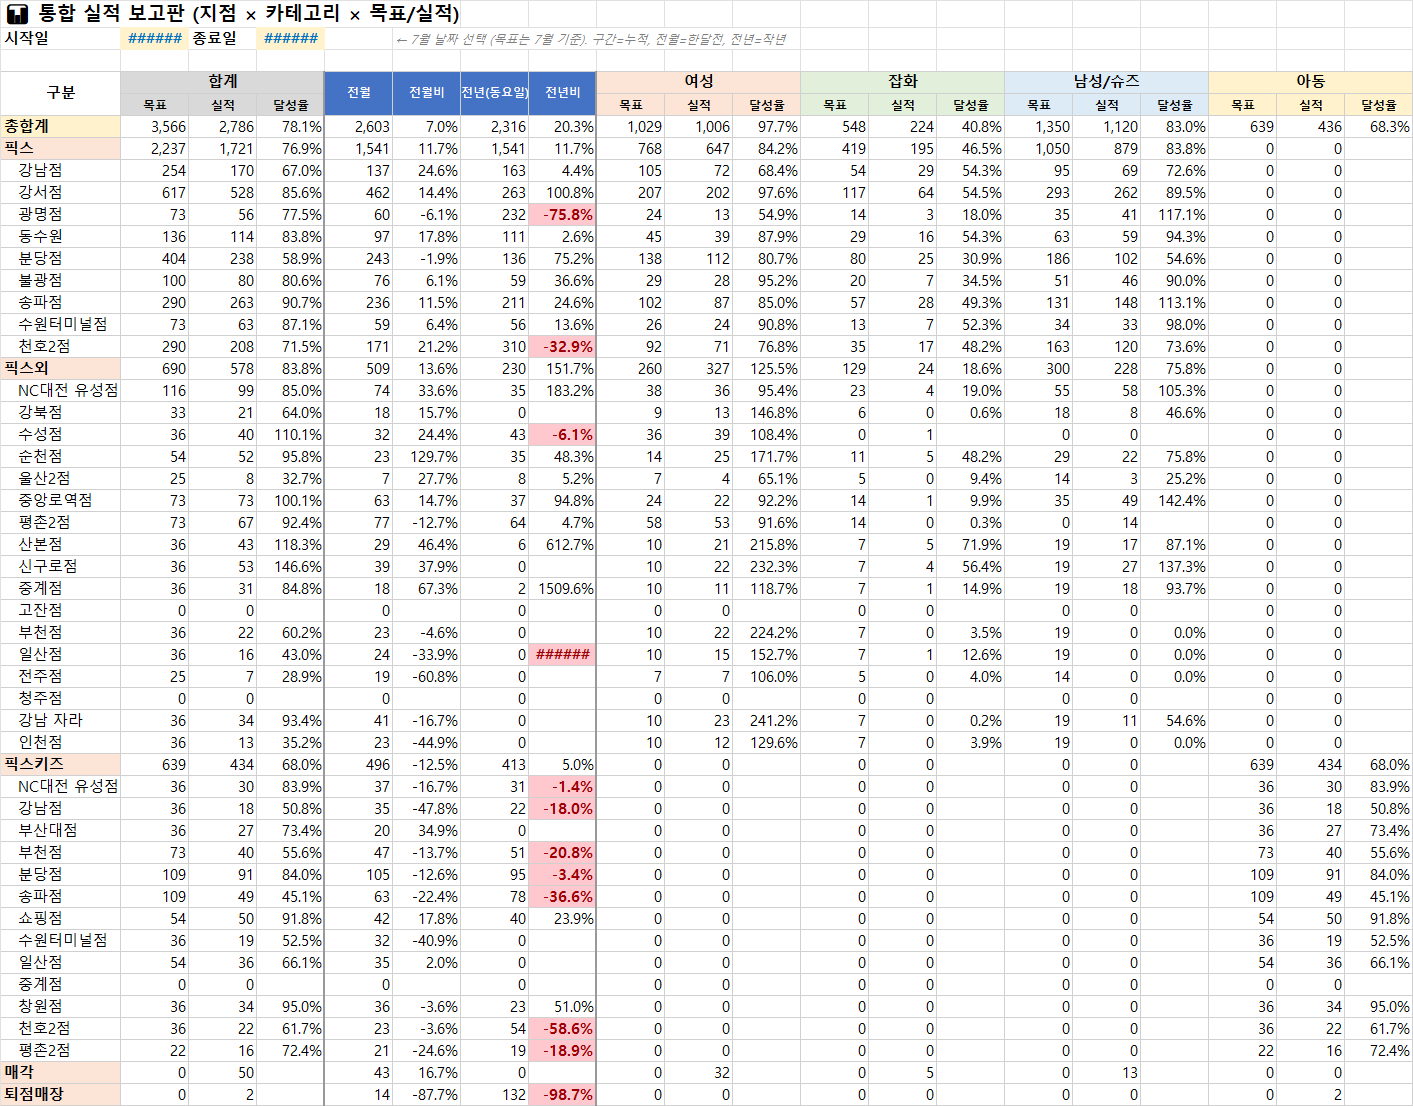 통합 실적 보고판 (지점 × 카테고리 × 목표/실적)
시작일 ###### 종료일 ###### ← 7월 날짜 선택 (목표는 7월 기준). 구간=누적, 전월=한달전, 전년=작년
구분 합계 전월 전월비 전년(동요일) 전년비 여성 잡화 남성/슈즈 아동
목표 실적 달성율 목표 실적 달성율 목표 실적 달성율 목표 실적 달성율 목표 실적 달성율
총합계 3,566 2,786 78.1% 2,603 7.0% 2,316 20.3% 1,029 1,006 97.7% 548 224 40.8% 1,350 1,120 83.0% 639 436 68.3%
픽스 2,237 1,721 76.9% 1,541 11.7% 1,541 11.7% 768 647 84.2% 419 195 46.5% 1,050 879 83.8% 0 0
강남점 254 170 67.0% 137 24.6% 163 4.4% 105 72 68.4% 54 29 54.3% 95 69 72.6% 0 0
강서점 617 528 85.6% 462 14.4% 263 100.8% 207 202 97.6% 117 64 54.5% 293 262 89.5% 0 0
광명점 73 56 77.5% 60 -6.1% 232 -75.8% 24 13 54.9% 14 3 18.0% 35 41 117.1% 0 0
동수원 136 114 83.8% 97 17.8% 111 2.6% 45 39 87.9% 29 16 54.3% 63 59 94.3% 0 0
분당점 404 238 58.9% 243 -1.9% 136 75.2% 138 112 80.7% 80 25 30.9% 186 102 54.6% 0 0
불광점 100 80 80.6% 76 6.1% 59 36.6% 29 28 95.2% 20 7 34.5% 51 46 90.0% 0 0
송파점 290 263 90.7% 236 11.5% 211 24.6% 102 87 85.0% 57 28 49.3% 131 148 113.1% 0 0
수원터미널점 73 63 87.1% 59 6.4% 56 13.6% 26 24 90.8% 13 7 52.3% 34 33 98.0% 0 0
천호2점 290 208 71.5% 171 21.2% 310 -32.9% 92 71 76.8% 35 17 48.2% 163 120 73.6% 0 0
픽스외 690 578 83.8% 509 13.6% 230 151.7% 260 327 125.5% 129 24 18.6% 300 228 75.8% 0 0
NC대전 유성점 116 99 85.0% 74 33.6% 35 183.2% 38 36 95.4% 23 4 19.0% 55 58 105.3% 0 0
강북점 33 21 64.0% 18 15.7% 0 9 13 146.8% 6 0 0.6% 18 8 46.6% 0 0
수성점 36 40 110.1% 32 24.4% 43 -6.1% 36 39 108.4% 0 1 0 0 0 0
순천점 54 52 95.8% 23 129.7% 35 48.3% 14 25 171.7% 11 5 48.2% 29 22 75.8% 0 0
울산2점 25 8 32.7% 7 27.7% 8 5.2% 7 4 65.1% 5 0 9.4% 14 3 25.2% 0 0
중앙로역점 73 73 100.1% 63 14.7% 37 94.8% 24 22 92.2% 14 1 9.9% 35 49 142.4% 0 0
평촌2점 73 67 92.4% 77 -12.7% 64 4.7% 58 53 91.6% 14 0 0.3% 0 14 0 0
산본점 36 43 118.3% 29 46.4% 6 612.7% 10 21 215.8% 7 5 71.9% 19 17 87.1% 0 0
신구로점 36 53 146.6% 39 37.9% 0 10 22 232.3% 7 4 56.4% 19 27 137.3% 0 0
중계점 36 31 84.8% 18 67.3% 2 1509.6% 10 11 118.7% 7 1 14.9% 19 18 93.7% 0 0
고잔점 0 0 0 0 0 0 0 0 0 0 0 0
부천점 36 22 60.2% 23 -4.6% 0 10 22 224.2% 7 0 3.5% 19 0 0.0% 0 0
일산점 36 16 43.0% 24 -33.9% 0 ###### 10 15 152.7% 7 1 12.6% 19 0 0.0% 0 0
전주점 25 7 28.9% 19 -60.8% 0 7 7 106.0% 5 0 4.0% 14 0 0.0% 0 0
청주점 0 0 0 0 0 0 0 0 0 0 0 0
강남 자라 36 34 93.4% 41 -16.7% 0 10 23 241.2% 7 0 0.2% 19 11 54.6% 0 0
인천점 36 13 35.2% 23 -44.9% 0 10 12 129.6% 7 0 3.9% 19 0 0.0% 0 0
픽스키즈 639 434 68.0% 496 -12.5% 413 5.0% 0 0 0 0 0 0 639 434 68.0%
NC대전 유성점 36 30 83.9% 37 -16.7% 31 -1.4% 0 0 0 0 0 0 36 30 83.9%
강남점 36 18 50.8% 35 -47.8% 22 -18.0% 0 0 0 0 0 0 36 18 50.8%
부산대점 36 27 73.4% 20 34.9% 0 0 0 0 0 0 0 36 27 73.4%
부천점 73 40 55.6% 47 -13.7% 51 -20.8% 0 0 0 0 0 0 73 40 55.6%
분당점 109 91 84.0% 105 -12.6% 95 -3.4% 0 0 0 0 0 0 109 91 84.0%
송파점 109 49 45.1% 63 -22.4% 78 -36.6% 0 0 0 0 0 0 109 49 45.1%
쇼핑점 54 50 91.8% 42 17.8% 40 23.9% 0 0 0 0 0 0 54 50 91.8%
수원터미널점 36 19 52.5% 32 -40.9% 0 0 0 0 0 0 0 36 19 52.5%
일산점 54 36 66.1% 35 2.0% 0 0 0 0 0 0 0 54 36 66.1%
중계점 0 0 0 0 0 0 0 0 0 0 0 0
창원점 36 34 95.0% 36 -3.6% 23 51.0% 0 0 0 0 0 0 36 34 95.0%
천호2점 36 22 61.7% 23 -3.6% 54 -58.6% 0 0 0 0 0 0 36 22 61.7%
평촌2점 22 16 72.4% 21 -24.6% 19 -18.9% 0 0 0 0 0 0 22 16 72.4%
매각 0 50 43 16.7% 0 0 32 0 5 0 13 0 0
퇴점매장 0 2 14 -87.7% 132 -98.7% 0 0 0 0 0 0 0 2